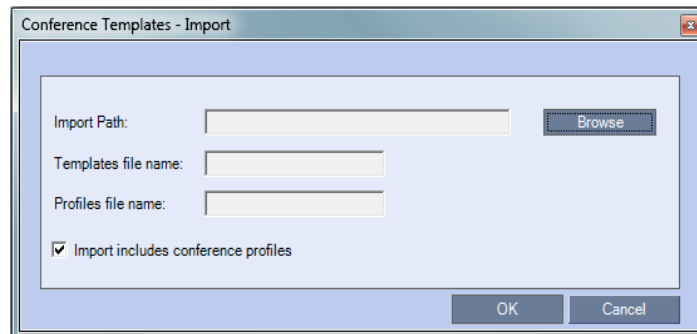 Conference Templates - Import
Import Path:
Browse
Templates file name:
Profiles file name:
Import includes conference profiles
OK
Cancel